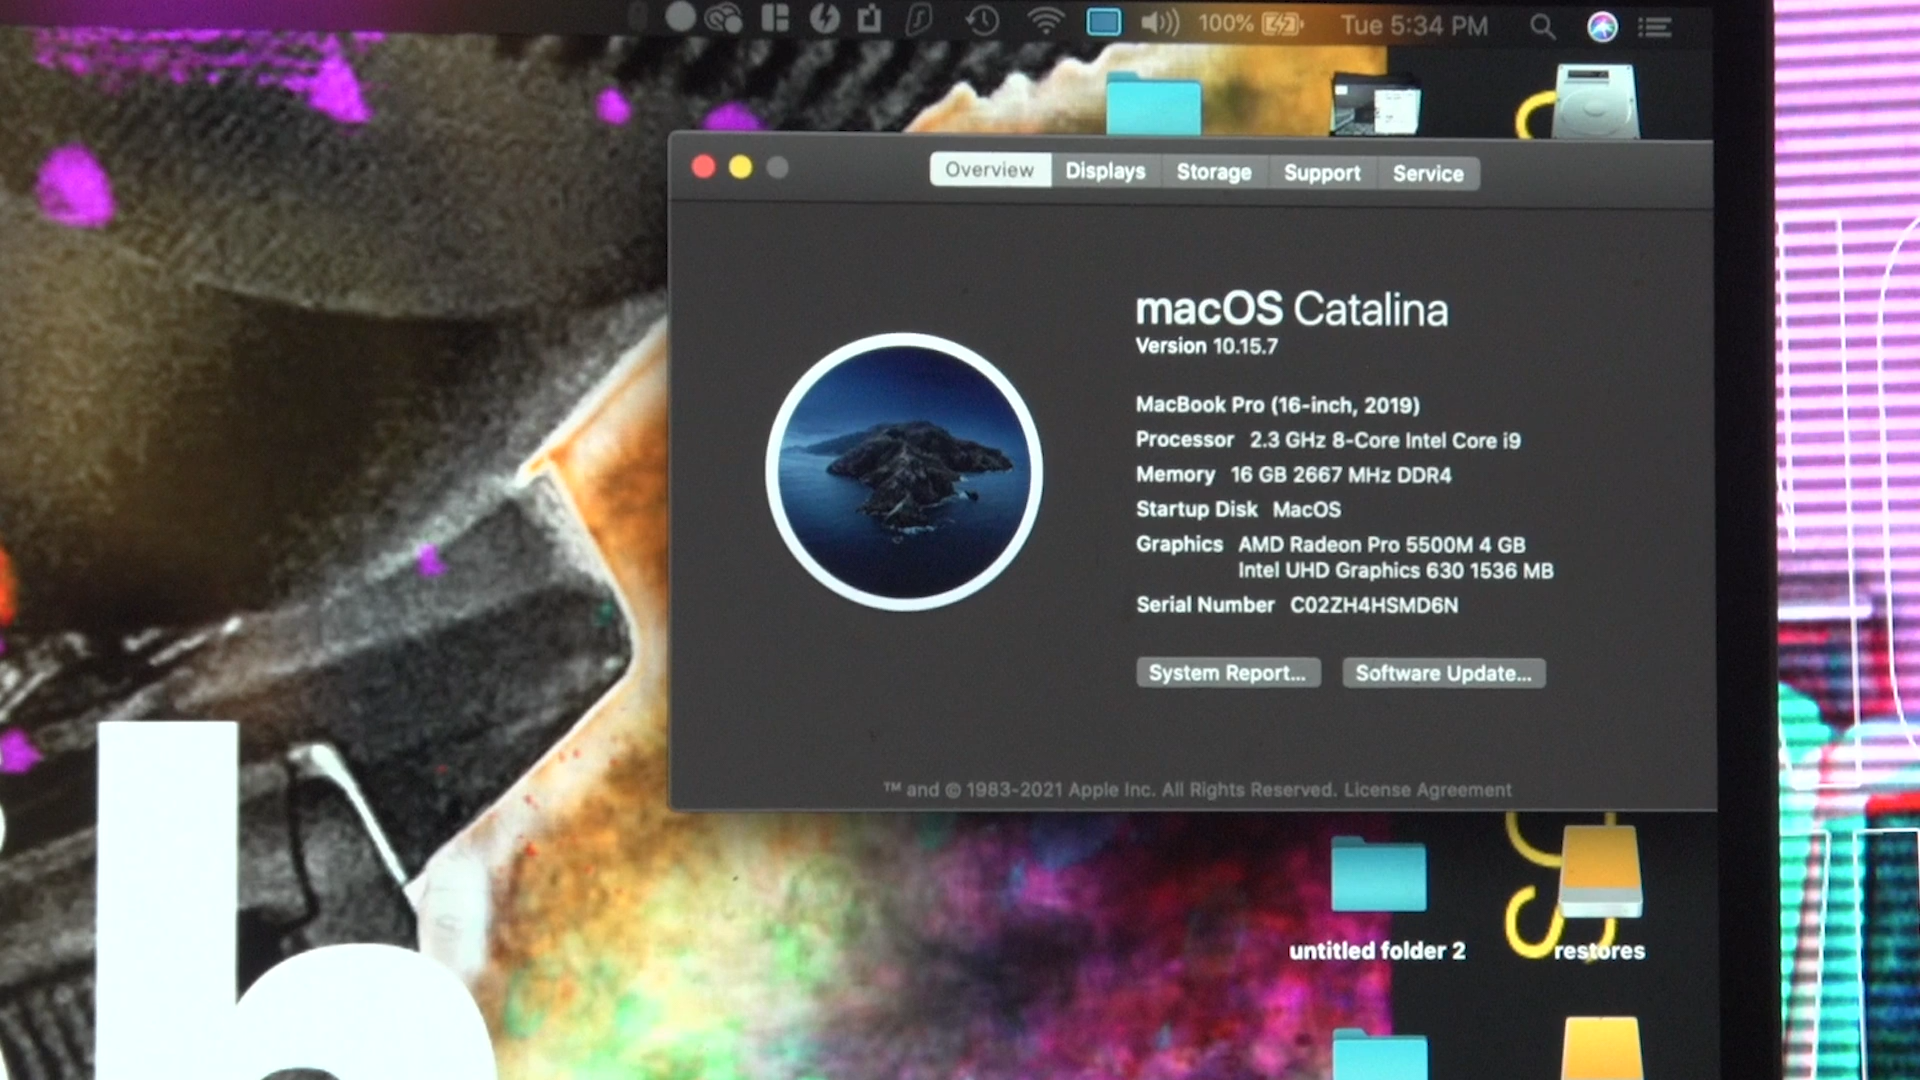 100% Tue 5:34 PM
Overview Displays Storage Support Service
macOS Catalina
Version 10.15.7
MacBook Pro (16-inch, 2019)
Processor 2.3 GHz 8-Core Intel Core i9
Memory 16 GB 2667 MHz DDR4
Startup Disk MacOS
Graphics AMD Radeon Pro 5500M 4 GB
Intel UHD Graphics 630 1536 MB
Serial Number C02ZH4HSMD6N
System Report... Software Update...
™ and © 1983-2021 Apple Inc. All Rights Reserved. License Agreement
untitled folder 2 restores
h